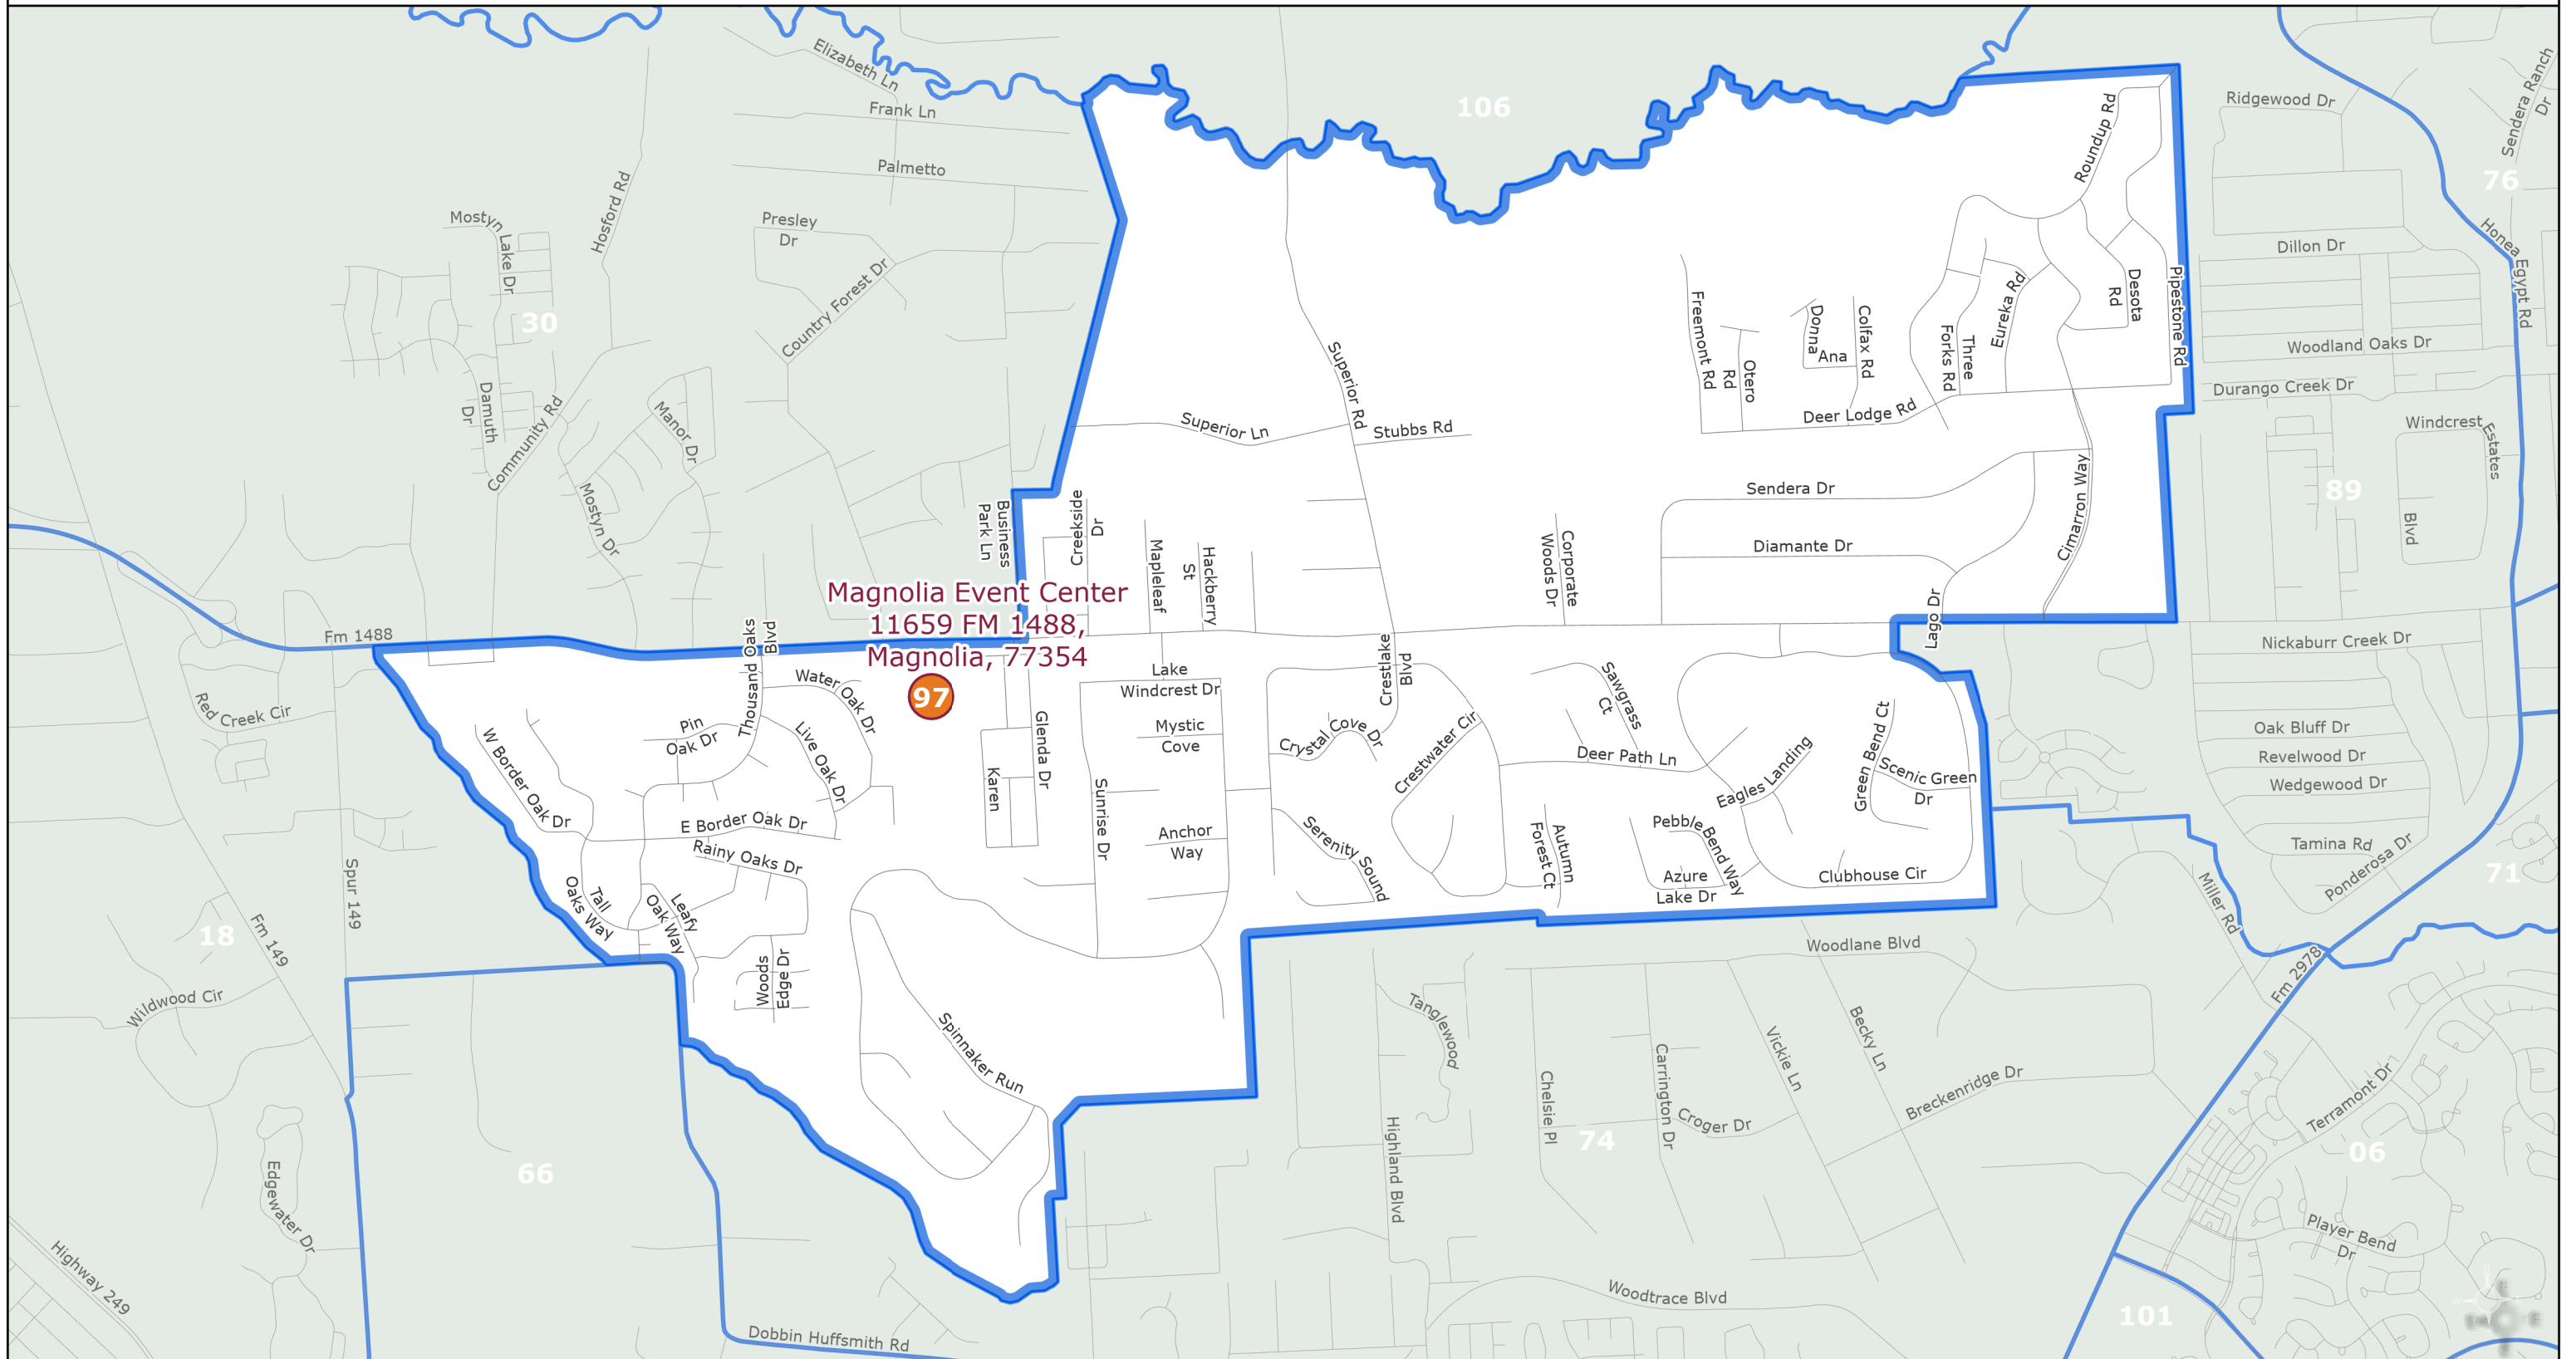 Elizabeth Ln
Frank Ln
Palmetto
106
Ridgewood Dr
Sendera Ranch
Dr
76
Roundup Rd
Hosford Rd
Mostyn
Lake Dr
Presley
Dr
Country Forest Dr
30
Honea
Egypt Rd
Dillon Dr
Woodland Oaks Dr
Durango Creek Dr
Windcrest
Estates
Blvd
89
Pipestone Rd
Desota
Rd
Eureka Rd
Three
Forks Rd
Colfax Rd
Donna
Ana
Otero
Rd
Freemont Rd
Deer Lodge Rd
Superior Rd
Superior Ln
Stubbs Rd
Damuth
Dr
Community Rd
Manor Dr
Mostyn Dr
Business
Park Ln
Creekside
Dr
Mapleleaf
Hackberry
St
Corporate
Woods Dr
Sendera Dr
Diamante Dr
Cimarron Way
Lago Dr
Magnolia Event Center
11659 FM 1488,
Magnolia, 77354
97
Fm 1488
Thousand Oaks
Blvd
Water Oak Dr
Pin
Oak Dr
Live Oak Dr
W Border Oak Dr
E Border Oak Dr
Rainy Oaks Dr
Tall
Oaks Way
Leafy
Oak Way
Woods
Edge Dr
Karen
Glenda Dr
Lake
Windcrest Dr
Mystic
Cove
Sunrise Dr
Anchor
Way
Crestlake
Blvd
Crystal Cove Dr
Crestwater Cir
Serenity Sound
Sawgrass
Ct
Deer Path Ln
Eagles Landing
Green Bend Ct
Scenic Green
Dr
Pebble
Bend Way
Autumn
Forest Ct
Azure
Lake Dr
Clubhouse Cir
Spinnaker Run
Nickaburr Creek Dr
Oak Bluff Dr
Revelwood Dr
Wedgewood Dr
Tamina Rd
Ponderosa Dr
71
Miller Rd
Fm 2978
Red Creek Cir
Spur 149
Fm 149
18
Wildwood Cir
Edgewater Dr
Highway 249
66
Dobbin Huffsmith Rd
Woodlane Blvd
Tanglewood
Highland Blvd
Chelsie Pl
Carrington Dr
Croger Dr
74
Vickie Ln
Becky Ln
Breckenridge Dr
Woodtrace Blvd
Terramont Dr
06
Player Bend
Dr
101